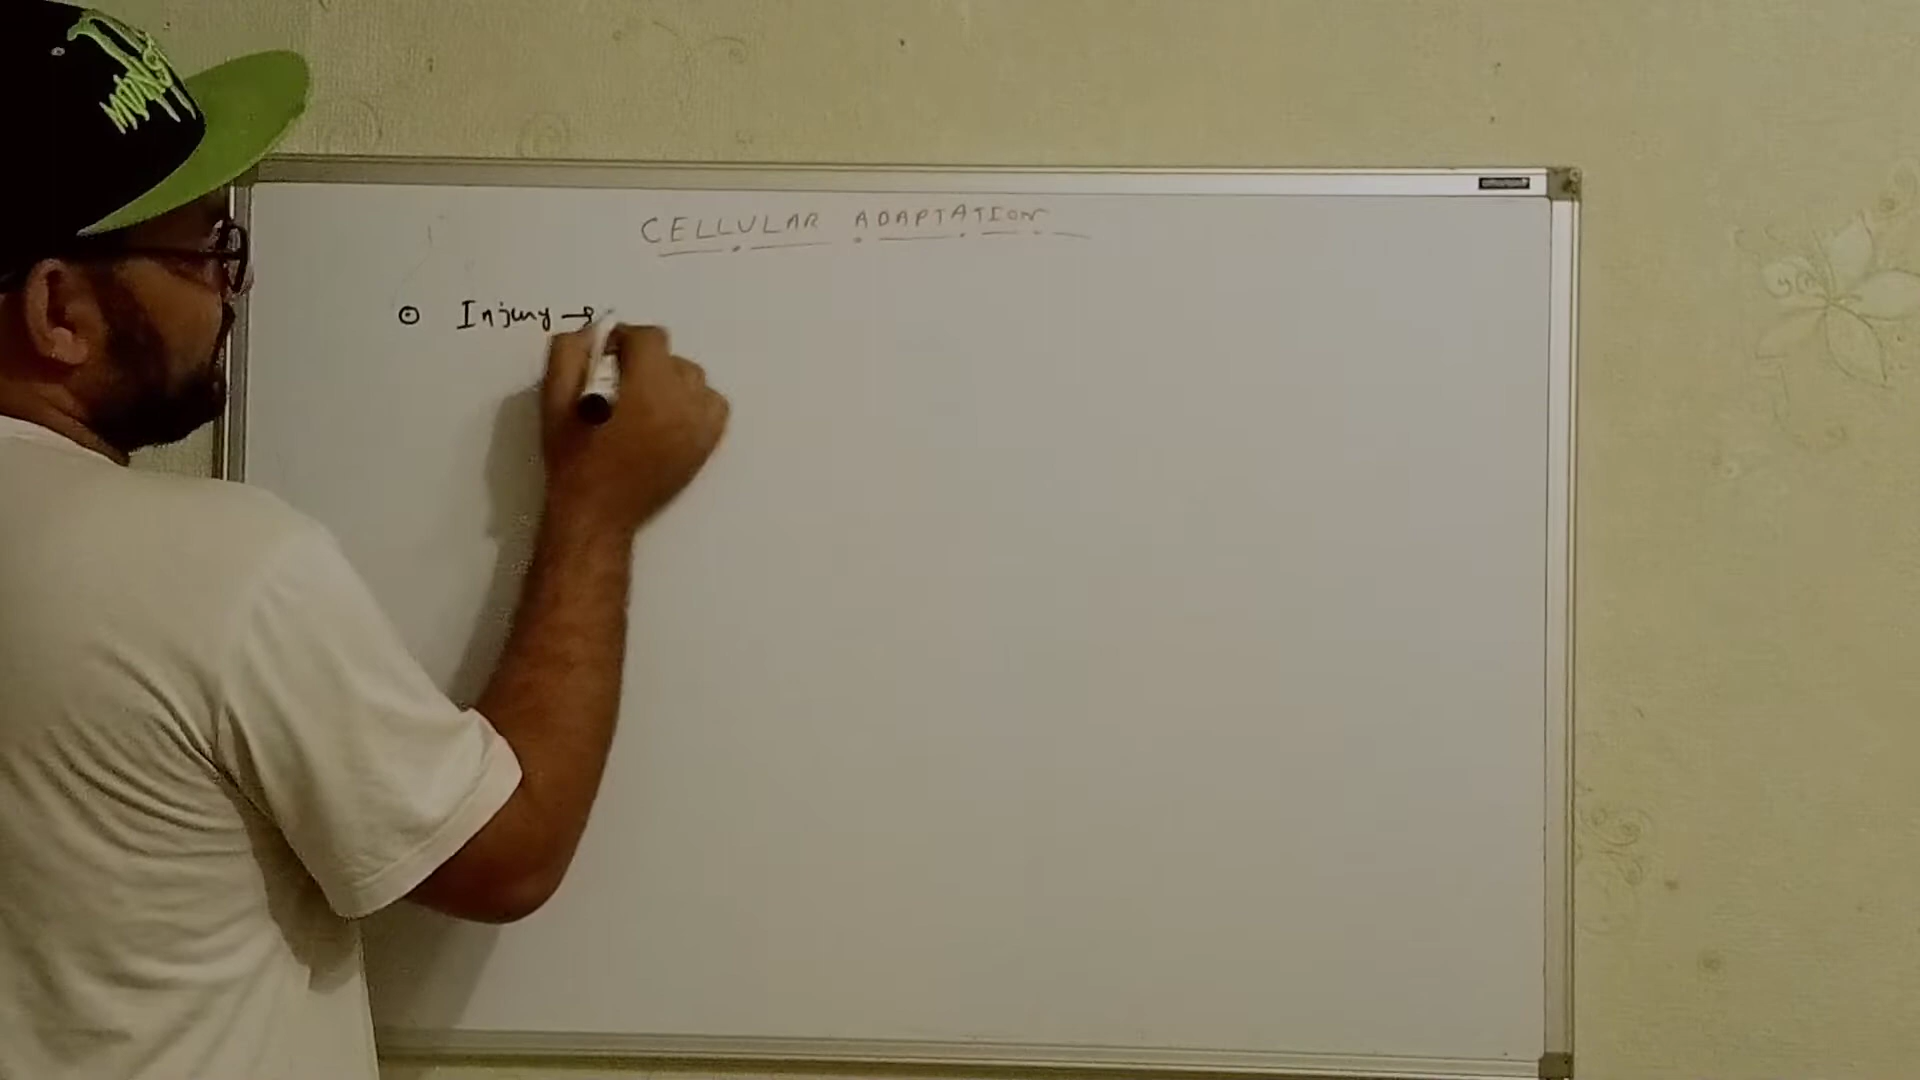 CELLULAR ADAPTATION
⊙ Injury →